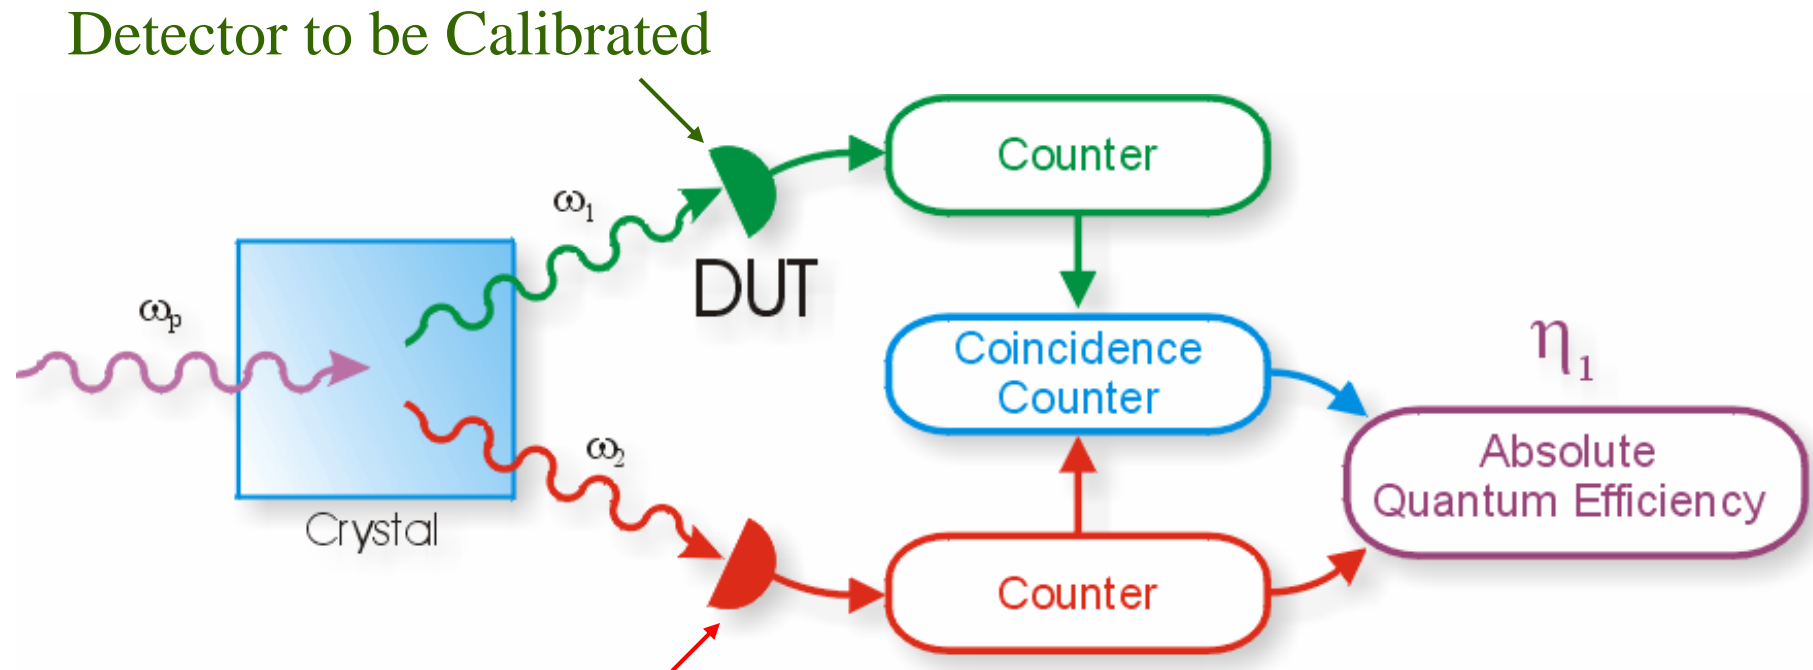 Detector to be Calibrated
Counter
ω1
DUT
ωp
Coincidence
Counter
η1
ω2
Absolute
Quantum Efficiency
Crystal
Counter